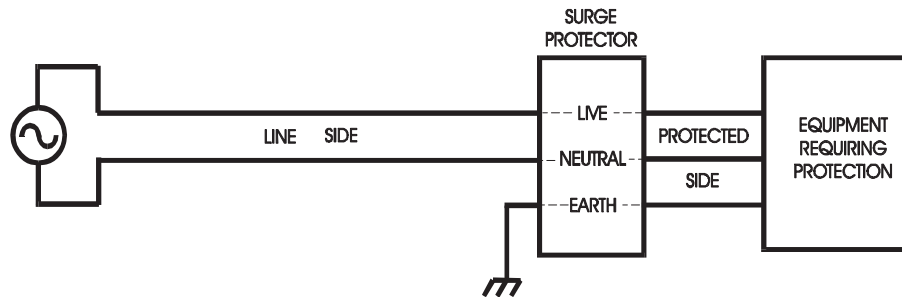 SURGE
PROTECTOR
LINE SIDE
LIVE
NEUTRAL
EARTH
PROTECTED
SIDE
EQUIPMENT
REQUIRING
PROTECTION